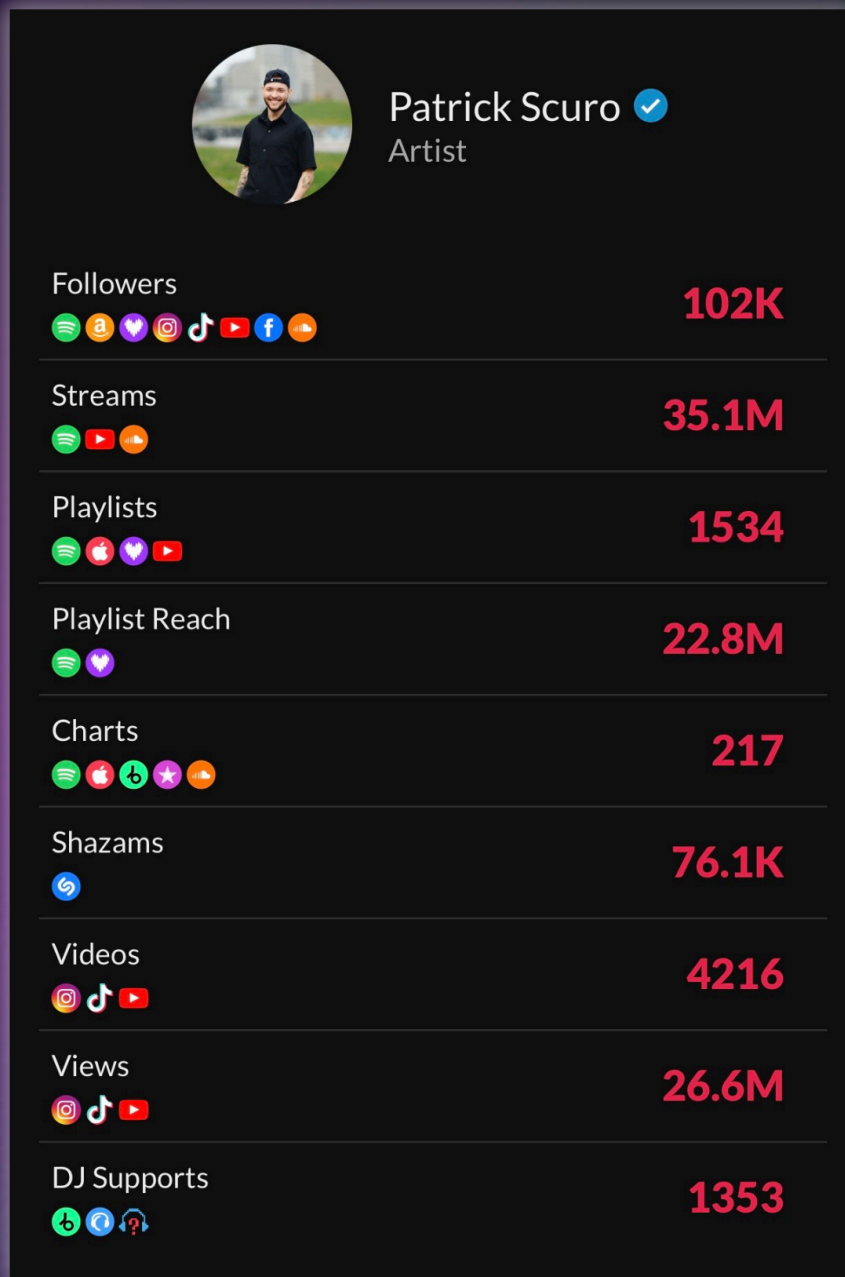 Patrick Scuro
Artist
Followers
102K
Streams
35.1M
Playlists
1534
Playlist Reach
22.8M
Charts
217
Shazams
76.1K
Videos
4216
Views
26.6M
DJ Supports
1353